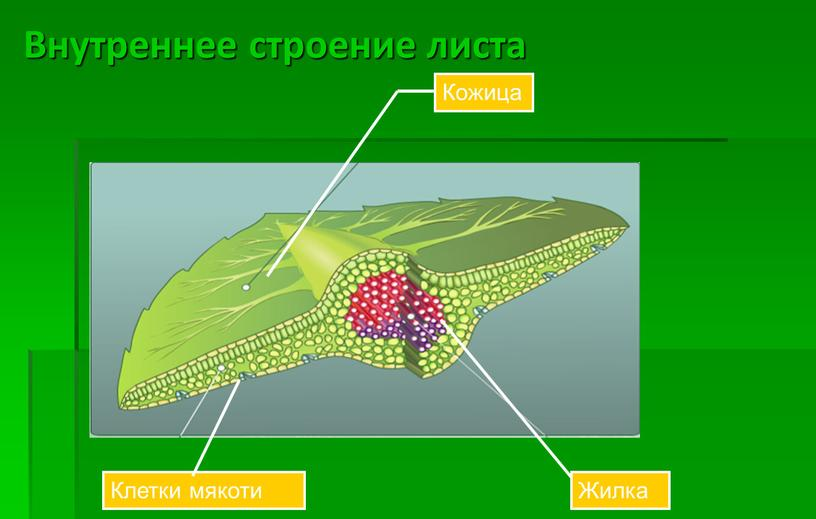 Внутреннее строение листа
Кожица
Клетки мякоти
Жилка